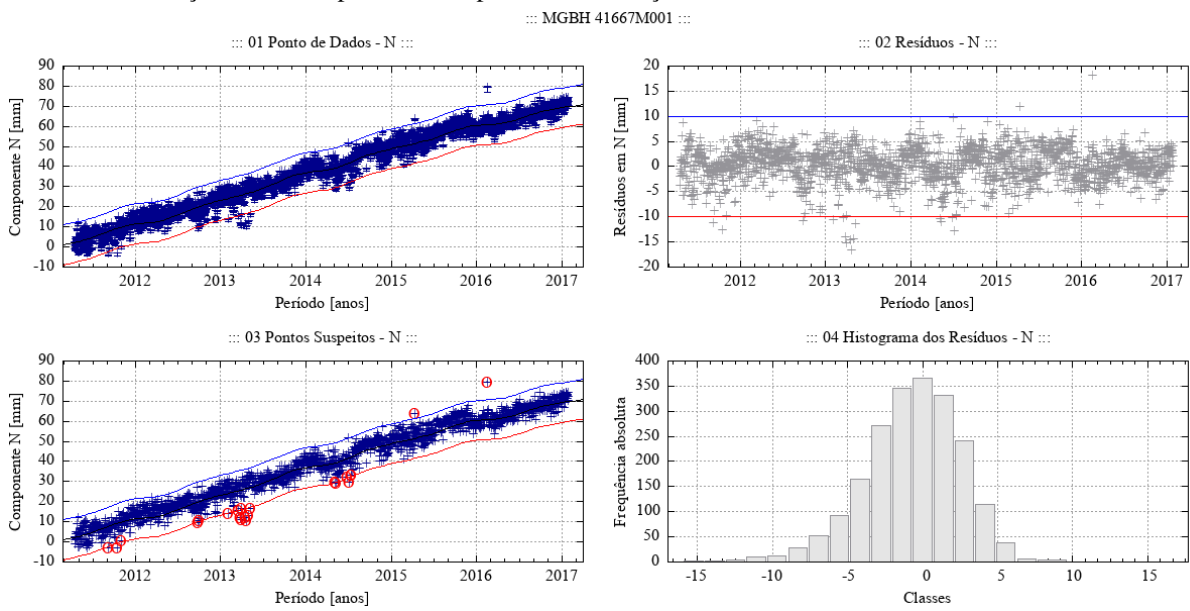 ::: MGBH 41667M001 :::
::: 01 Ponto de Dados - N :::
90
80
70
60
50
40
30
20
10
0
-10
Componente N [mm]
2012 2013 2014 2015 2016 2017
Período [anos]
::: 02 Resíduos - N :::
20
15
10
5
0
-5
-10
-15
-20
Resíduos em N [mm]
2012 2013 2014 2015 2016 2017
Período [anos]
::: 03 Pontos Suspeitos - N :::
90
80
70
60
50
40
30
20
10
0
-10
Componente N [mm]
2012 2013 2014 2015 2016 2017
Período [anos]
::: 04 Histograma dos Resíduos - N :::
400
350
300
250
200
150
100
50
0
Frequência absoluta
-15 -10 -5 0 5 10 15
Classes